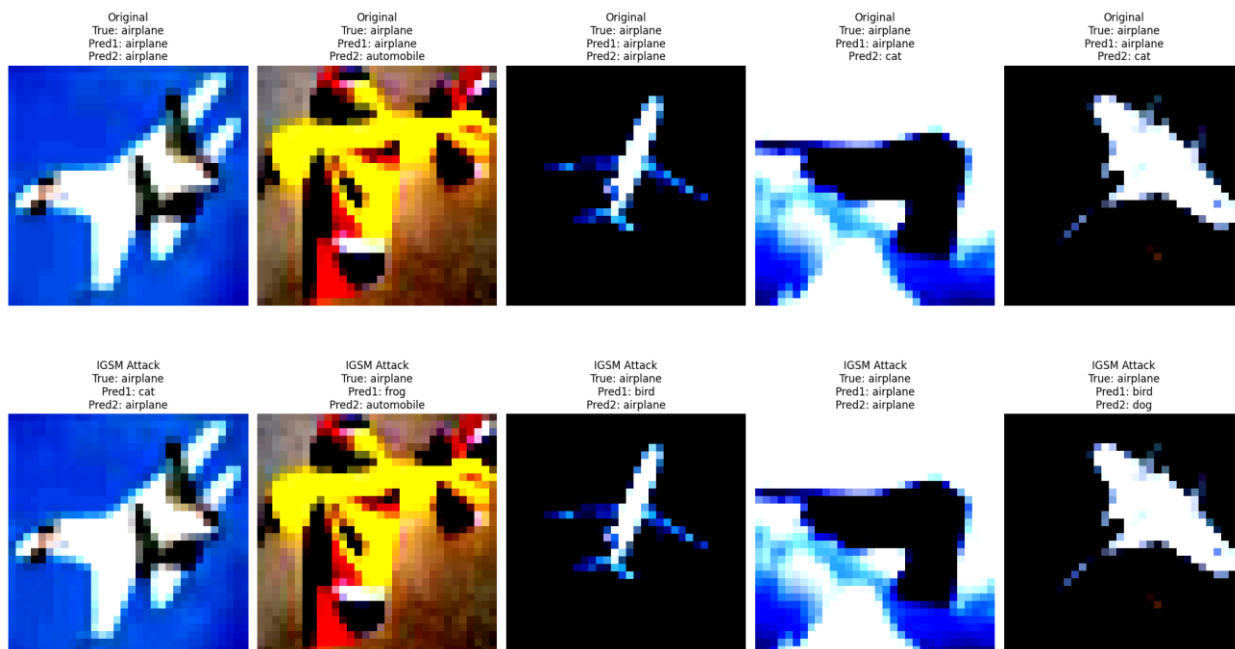 Original
True: airplane
Pred1: airplane
Pred2: airplane
Original
True: airplane
Pred1: airplane
Pred2: automobile
Original
True: airplane
Pred1: airplane
Pred2: airplane
Original
True: airplane
Pred1: airplane
Pred2: cat
Original
True: airplane
Pred1: airplane
Pred2: cat
IGSM Attack
True: airplane
Pred1: cat
Pred2: airplane
IGSM Attack
True: airplane
Pred1: frog
Pred2: automobile
IGSM Attack
True: airplane
Pred1: bird
Pred2: airplane
IGSM Attack
True: airplane
Pred1: airplane
Pred2: airplane
IGSM Attack
True: airplane
Pred1: bird
Pred2: dog